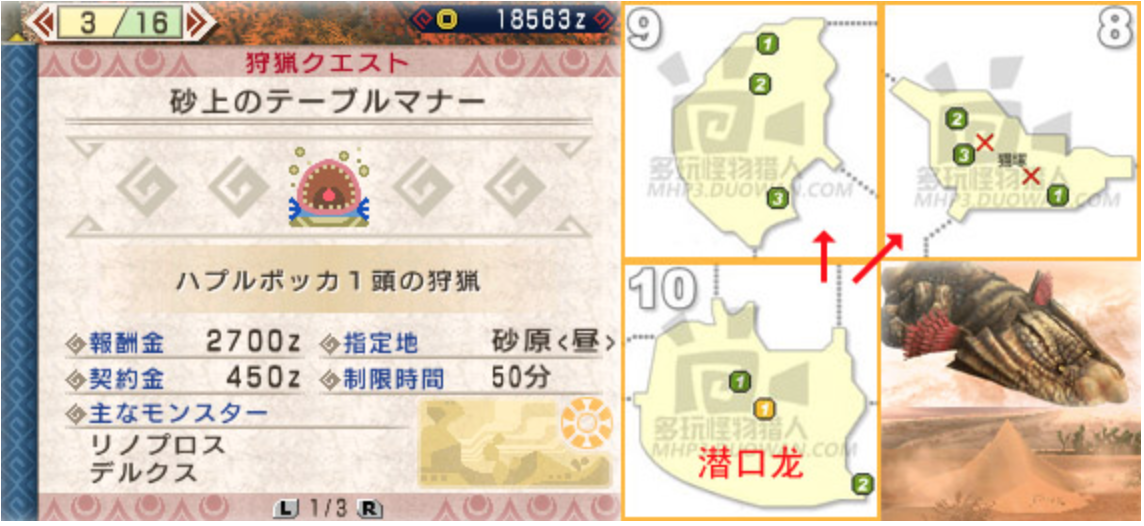 3/16
18563z
狩猟クエスト
砂上のテーブルマナー
ハプルボッカ1頭の狩猟
報酬金 2700z 指定地 砂原<昼>
契約金 450z 制限時間 50分
主なモンスター
リノプロス
デルクス
L 1/3 R
9
1
2
3
多玩怪物猎人
MHP3.DUOWAN.COM
8
2
3
猫塚
1
多玩怪物猎人
MHP3.DUOWAN.COM
10
1
1
多玩怪物猎人
MHP3.DUOWAN.COM
潜口龙
2